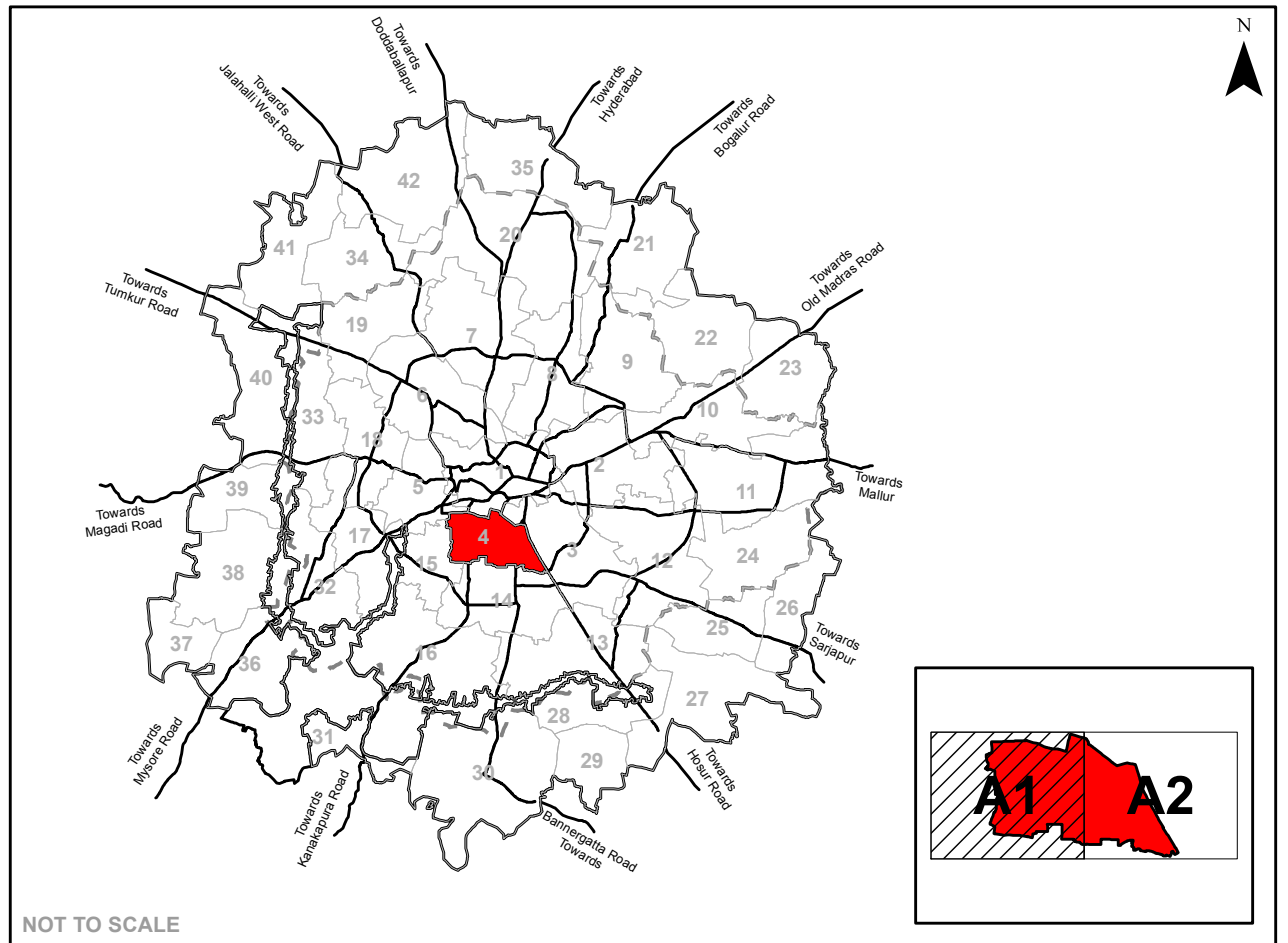 N
Towards
Doddaballapur
Towards
Jalahalli West Road
Towards
Hyderabad
Towards
Bogalur Road
35
42
20
21
41
34
Towards
Old Madras Road
Towards
Tumkur Road
19
7
22
9
8
23
40
6
10
33
18
1
2
5
39
11
Towards
Mallur
Towards
Magadi Road
17
4
3
12
24
15
38
32
14
26
25
13
37
16
36
Towards
Sarjapur
27
28
31
29
30
Towards
Mysore Road
Towards
Kanakapura Road
Bannergatta Road
Towards
Towards
Hosur Road
A1
A2
NOT TO SCALE